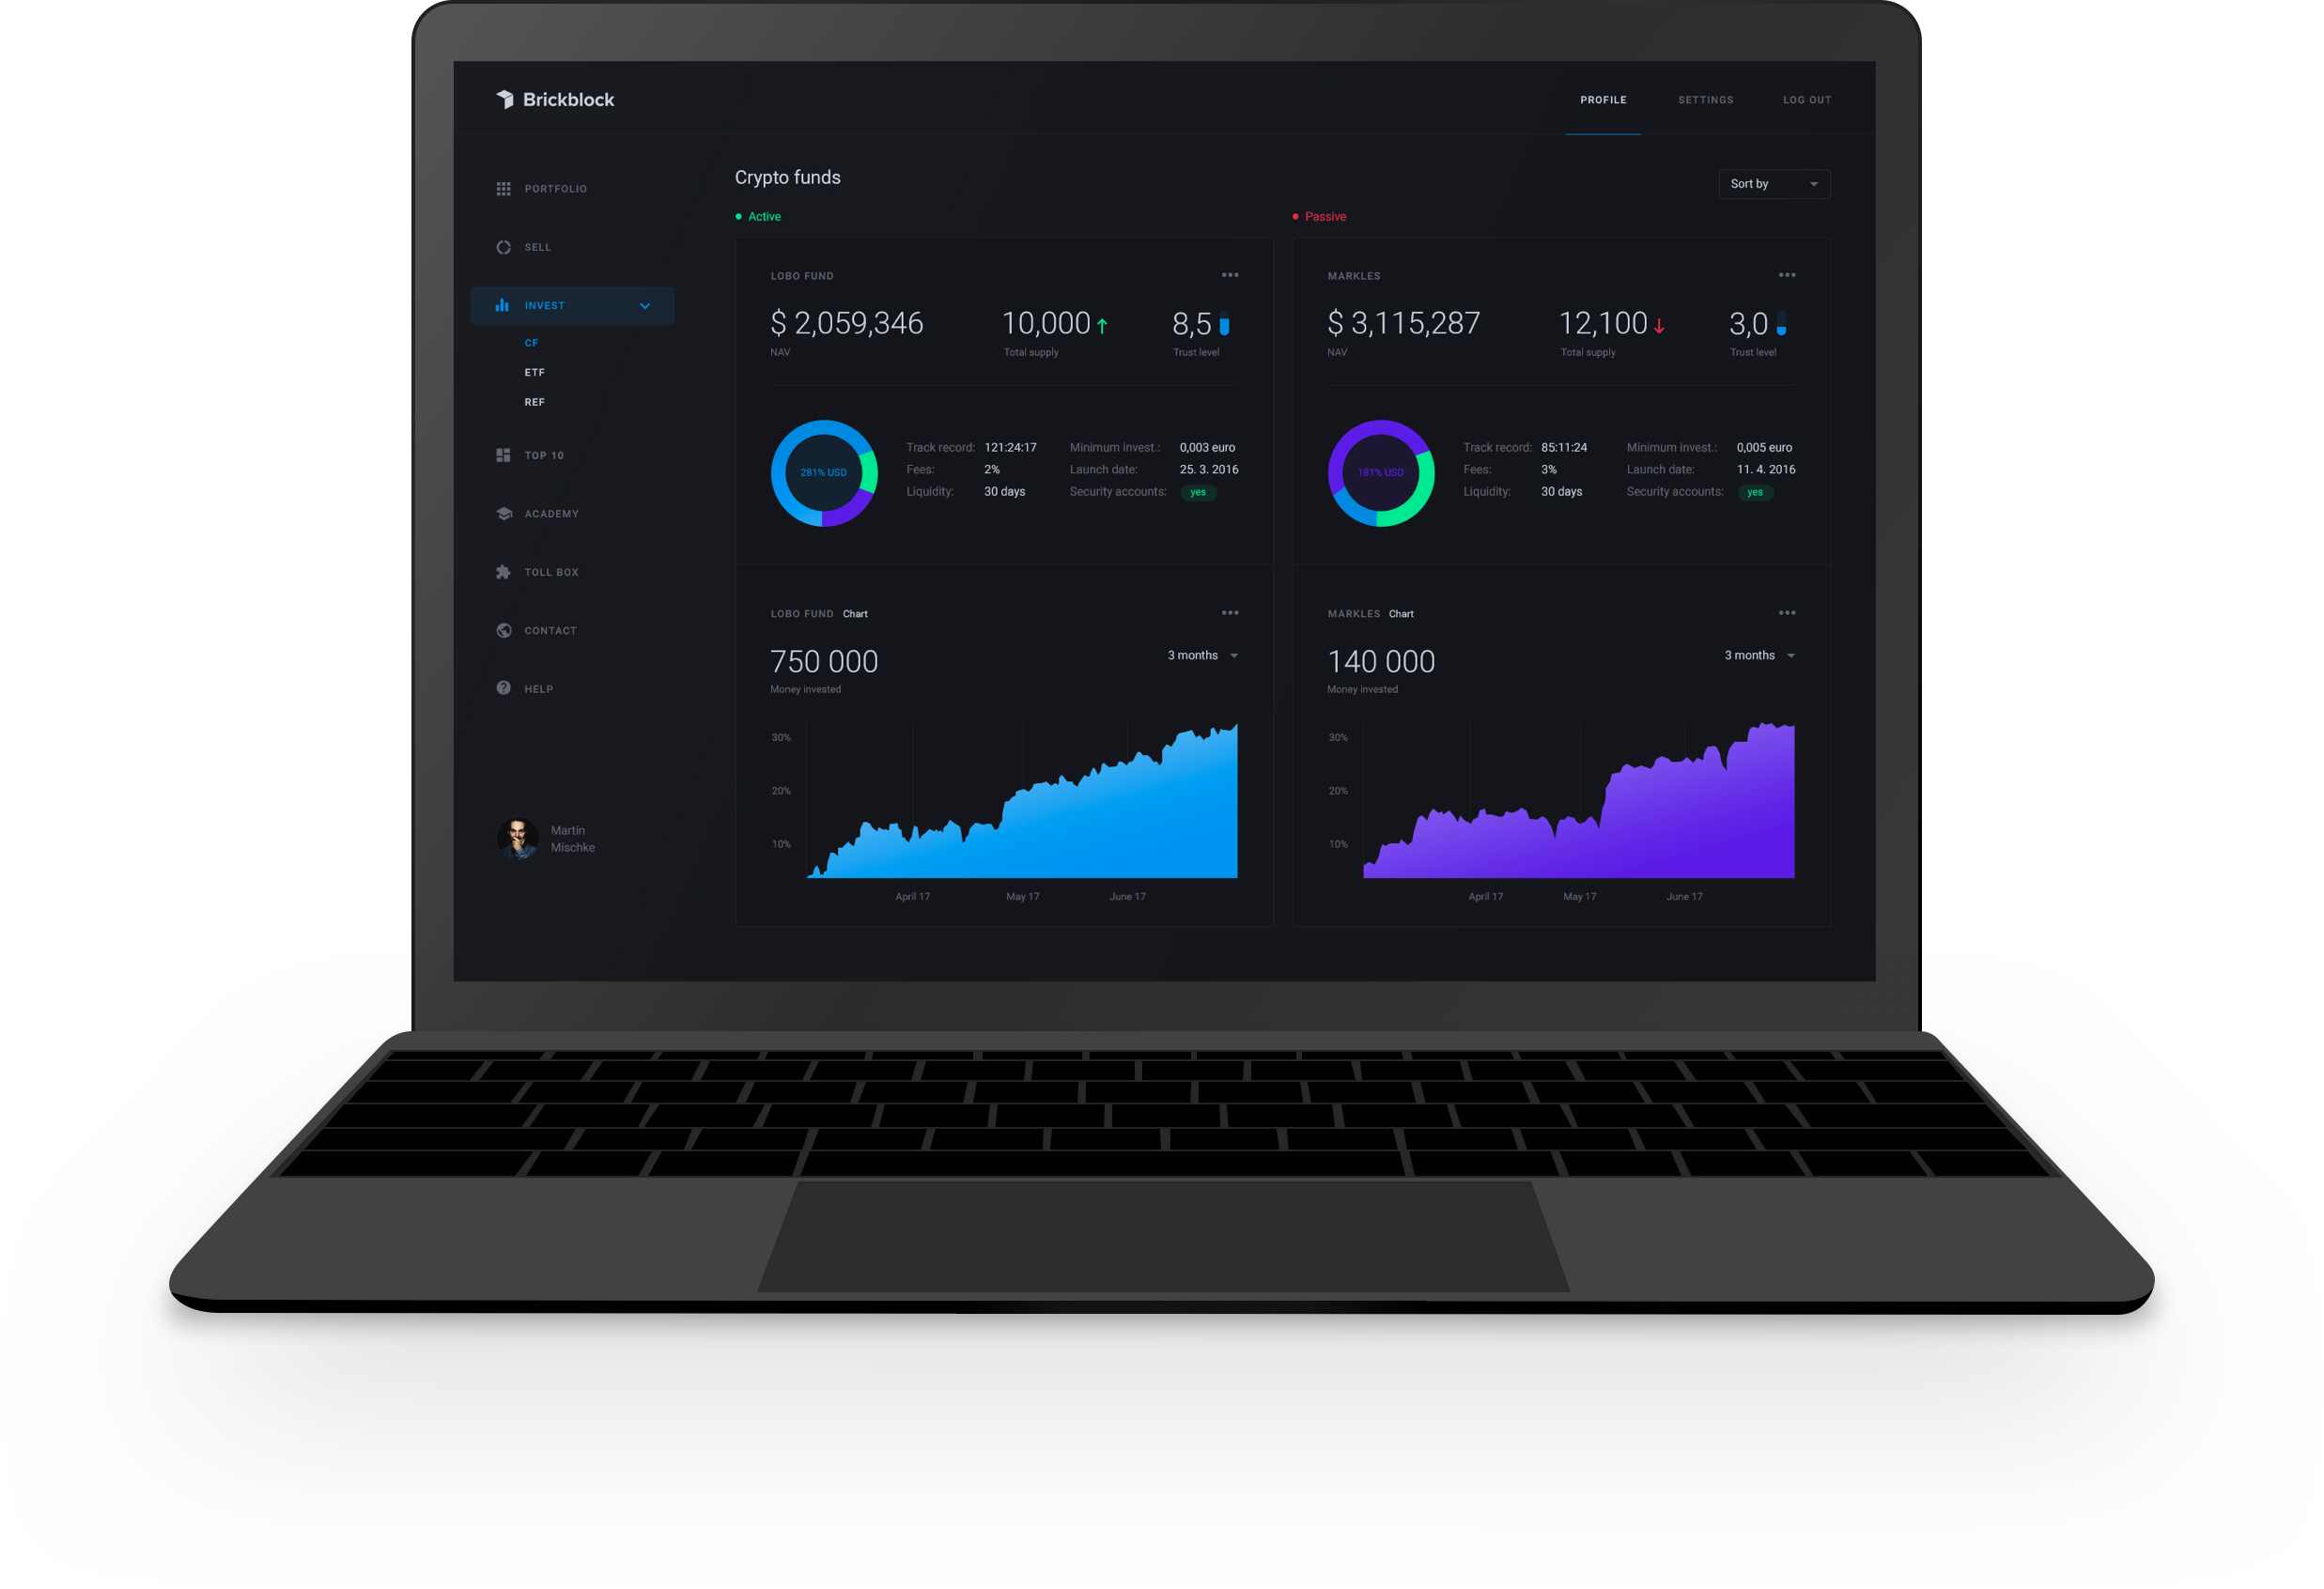 Brickblock
PROFILE SETTINGS LOG OUT
PORTFOLIO
SELL
INVEST
CF
ETF
REF
TOP 10
ACADEMY
TOLL BOX
CONTACT
HELP
Martin
Mischke
Crypto funds
Sort by
Active
LOBO FUND
$ 2,059,346 10,000 8,5
NAV Total supply Trust level
281% USD
Track record: 121:24:17 Minimum invest.: 0,003 euro
Fees: 2% Launch date: 25. 3. 2016
Liquidity: 30 days Security accounts: yes
LOBO FUND Chart
750 000 3 months
Money invested
30%
20%
10%
April 17 May 17 June 17
Passive
MARKLES
$ 3,115,287 12,100 3,0
NAV Total supply Trust level
181% USD
Track record: 85:11:24 Minimum invest.: 0,005 euro
Fees: 3% Launch date: 11. 4. 2016
Liquidity: 30 days Security accounts: yes
MARKLES Chart
140 000 3 months
Money invested
30%
20%
10%
April 17 May 17 June 17